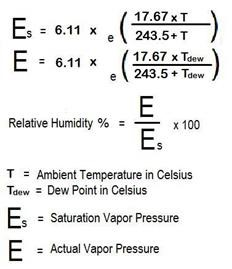 Es = 6.11 x e ( 17.67 x T / 243.5 + T )
E = 6.11 x e ( 17.67 x Tdew / 243.5 + Tdew )
Relative Humidity % = E / Es x 100
T = Ambient Temperature in Celsius
Tdew = Dew Point in Celsius
Es = Saturation Vapor Pressure
E = Actual Vapor Pressure